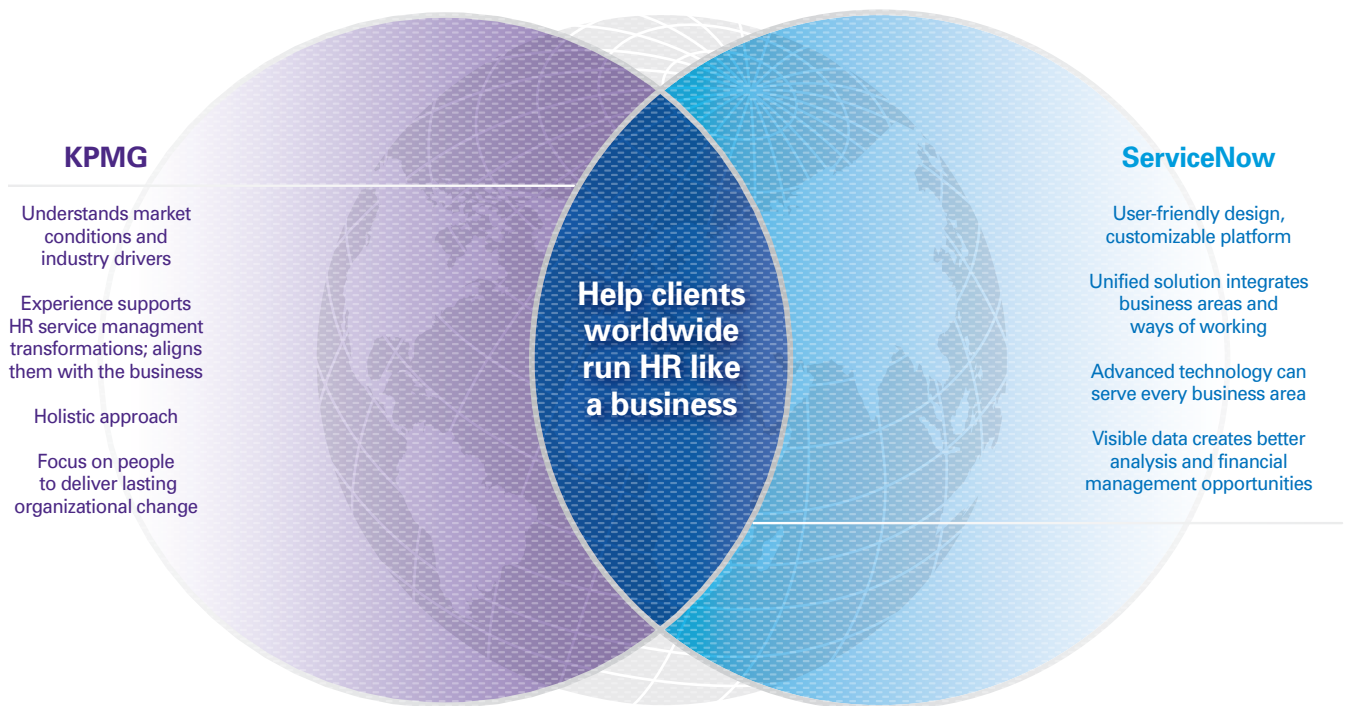 KPMG
Understands market
conditions and
industry drivers
Experience supports
HR service managment
transformations; aligns
them with the business
Holistic approach
Focus on people
to deliver lasting
organizational change
Help clients
worldwide
run HR like
a business
ServiceNow
User-friendly design,
customizable platform
Unified solution integrates
business areas and
ways of working
Advanced technology can
serve every business area
Visible data creates better
analysis and financial
management opportunities